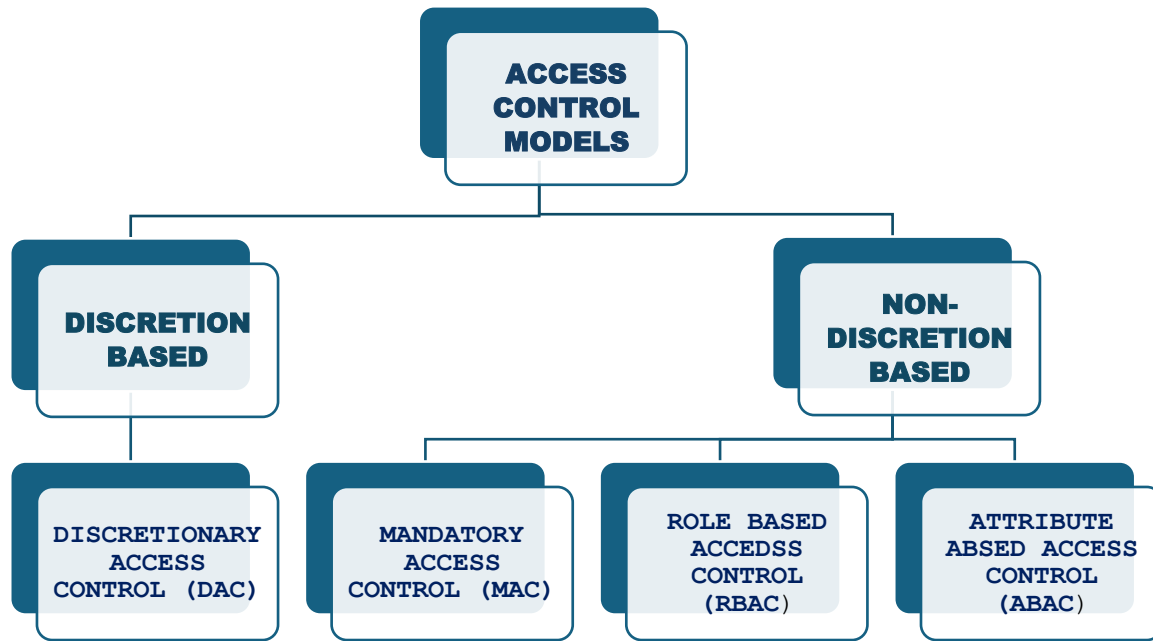 ACCESS
CONTROL
MODELS
DISCRETION
BASED
NON-
DISCRETION
BASED
DISCRETIONARY
ACCESS
CONTROL (DAC)
MANDATORY
ACCESS
CONTROL (MAC)
ROLE BASED
ACCEDSS
CONTROL
(RBAC)
ATTRIBUTE
ABSED ACCESS
CONTROL
(ABAC)